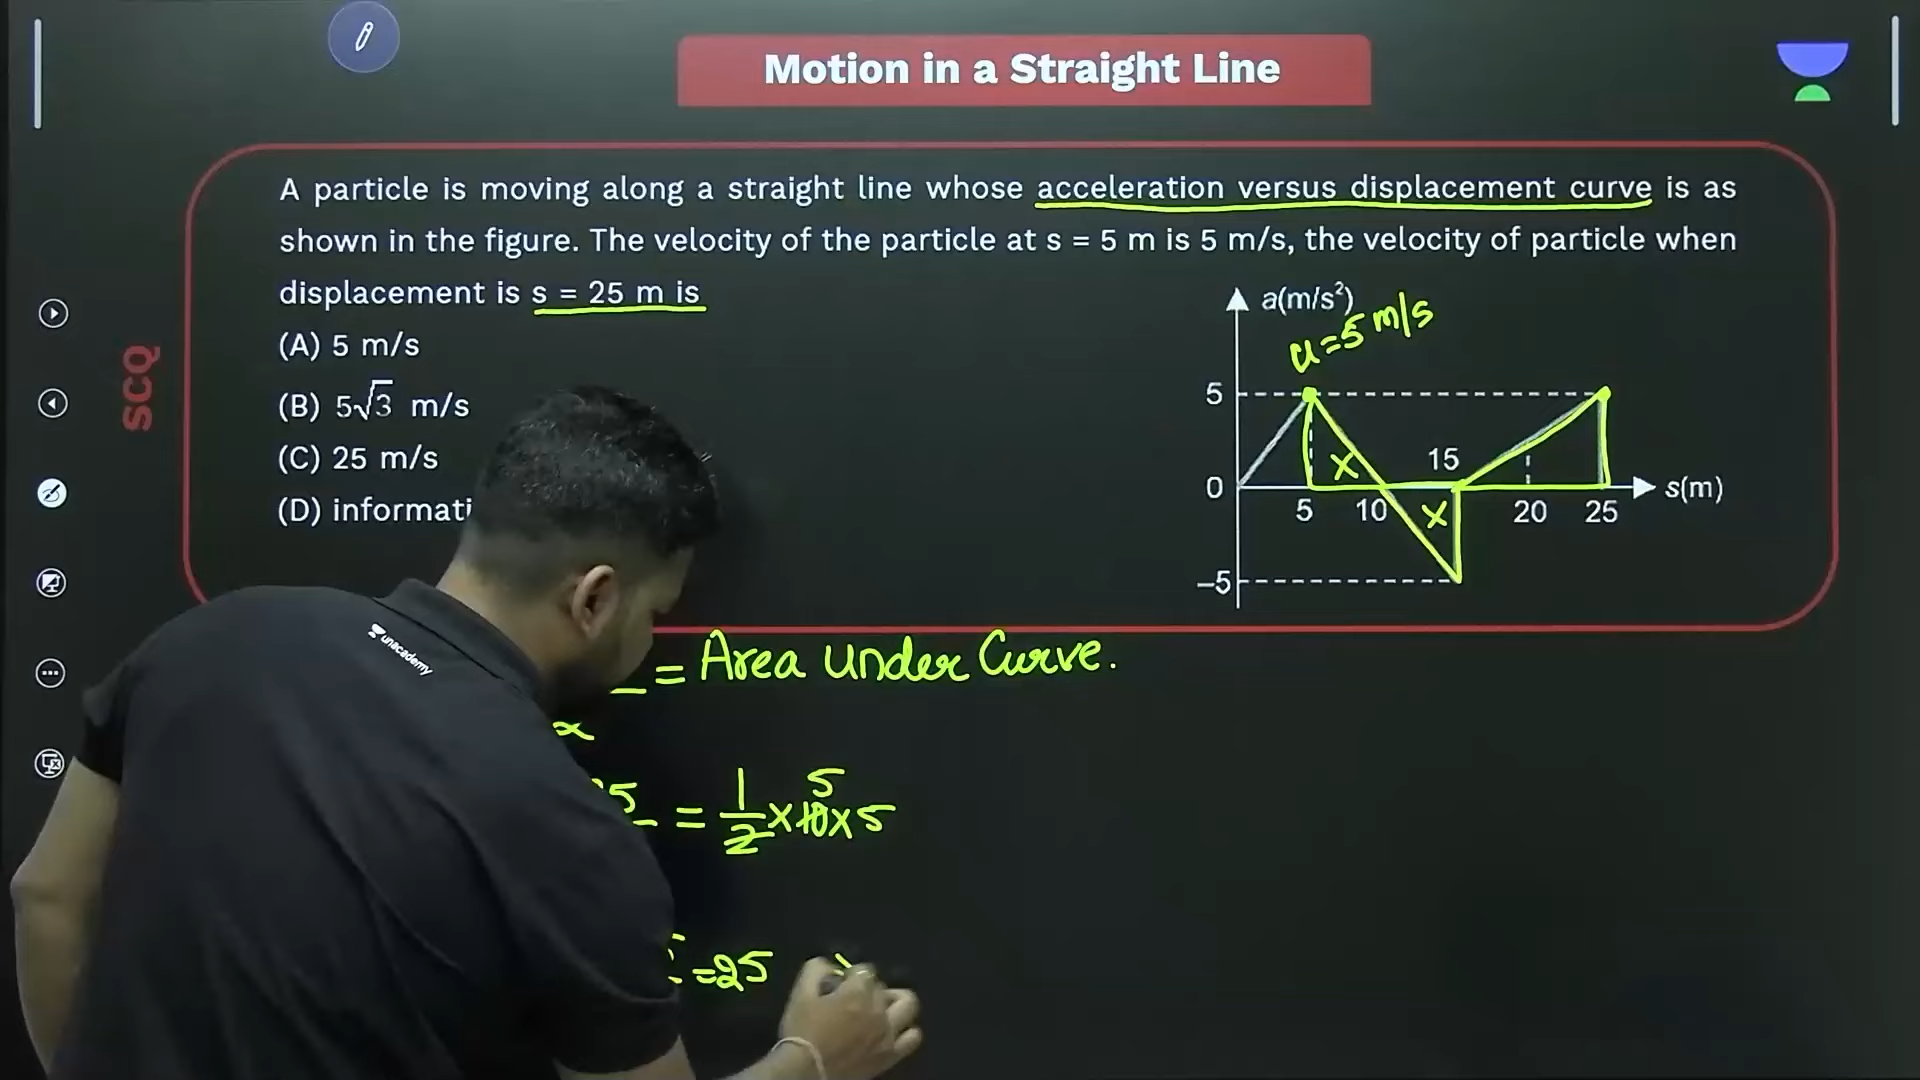 Motion in a Straight Line
A particle is moving along a straight line whose acceleration versus displacement curve is as
shown in the figure. The velocity of the particle at s = 5 m is 5 m/s, the velocity of particle when
displacement is s = 25 m is
(A) 5 m/s
(B) 5√3 m/s
(C) 25 m/s
(D) informati
SCQ
a(m/s²)
u=5 m/s
5
15
0
s(m)
5 10 20 25
X
X
–5
unacademy
= Area Under Curve.
= 1/2 x 10 x 5
5
=25